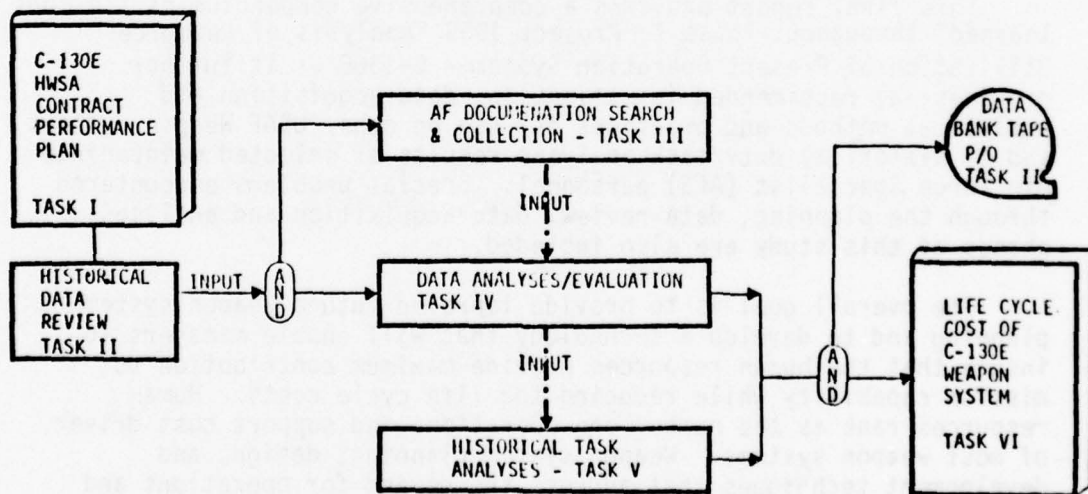 C-130E
HWSA
CONTRACT
PERFORMANCE
PLAN
TASK I
HISTORICAL
DATA
REVIEW
TASK II
INPUT
AND
AF DOCUMENATION SEARCH
& COLLECTION - TASK III
INPUT
DATA ANALYSES/EVALUATION
TASK IV
INPUT
HISTORICAL TASK
ANALYSES - TASK V
AND
DATA
BANK TAPE
P/O
TASK II
LIFE CYCLE
COST OF
C-130E
WEAPON
SYSTEM
TASK VI